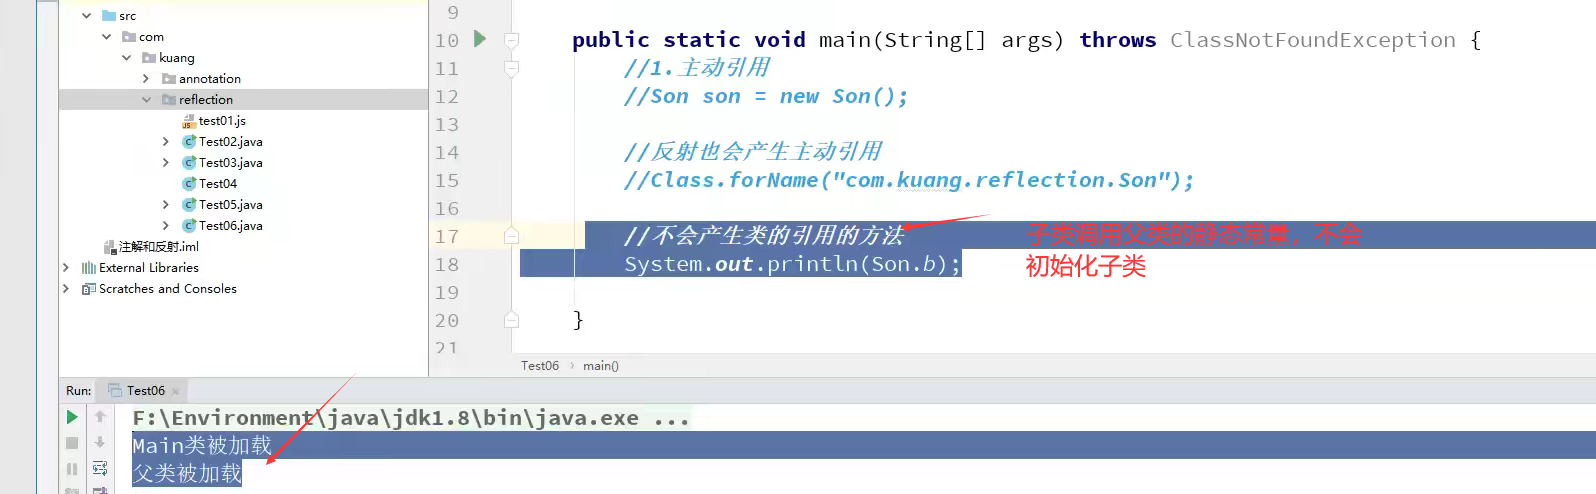 src
com
kuang
annotation
reflection
test01.js
Test02.java
Test03.java
Test04
Test05.java
Test06.java
注解和反射.iml
External Libraries
Scratches and Consoles
9
10 public static void main(String[] args) throws ClassNotFoundException {
11 //1.主动引用
12 //Son son = new Son();
13
14 //反射也会产生主动引用
15 //Class.forName("com.kuang.reflection.Son");
16
17 //不会产生类的引用的方法
18 System.out.println(Son.b);
19
20 }
21
子类调用父类的静态常量，不会
初始化子类
Test06 › main()
Run: Test06 ×
F:\Environment\java\jdk1.8\bin\java.exe ...
Main类被加载
父类被加载